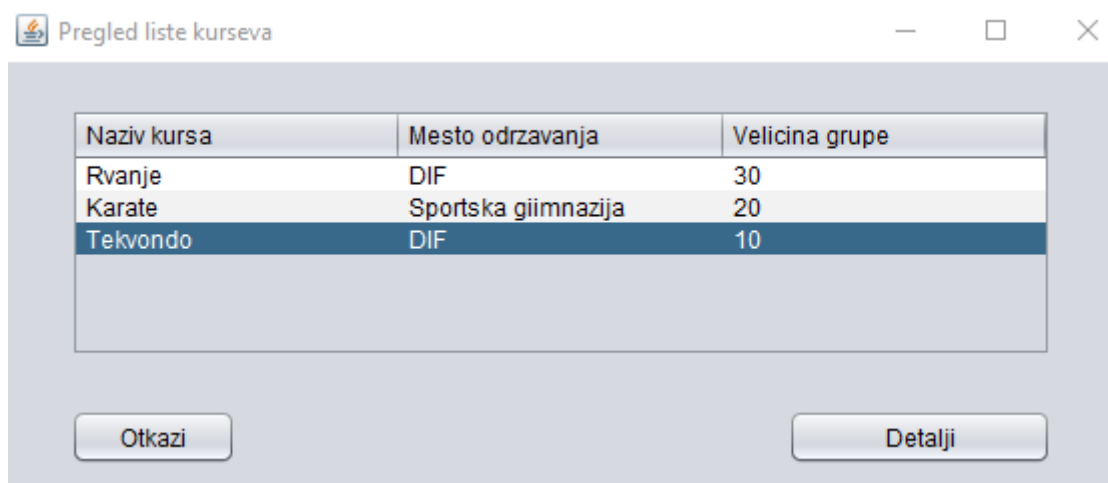 Pregled liste kurseva
Naziv kursa Mesto odrzavanja Velicina grupe
Rvanje DIF 30
Karate Sportska giimnazija 20
Tekvondo DIF 10
Otkazi Detalji